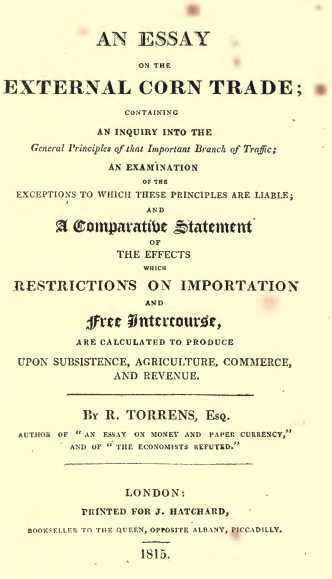 AN ESSAY
ON THE
EXTERNAL CORN TRADE;
CONTAINING
AN INQUIRY INTO THE
General Principles of that Important Branch of Traffic;
AN EXAMINATION
OF THE
EXCEPTIONS TO WHICH THESE PRINCIPLES ARE LIABLE;
AND
A Comparative Statement
OF
THE EFFECTS
WHICH
RESTRICTIONS ON IMPORTATION
AND
Free Intercourse,
ARE CALCULATED TO PRODUCE
UPON SUBSISTENCE, AGRICULTURE, COMMERCE,
AND REVENUE.
BY R. TORRENS, ESQ.
AUTHOR OF "AN ESSAY ON MONEY AND PAPER CURRENCY,"
AND OF "THE ECONOMISTS REFUTED."
LONDON:
PRINTED FOR J. HATCHARD,
BOOKSELLER TO THE QUEEN, OPPOSITE ALBANY, PICCADILLY.
1815.